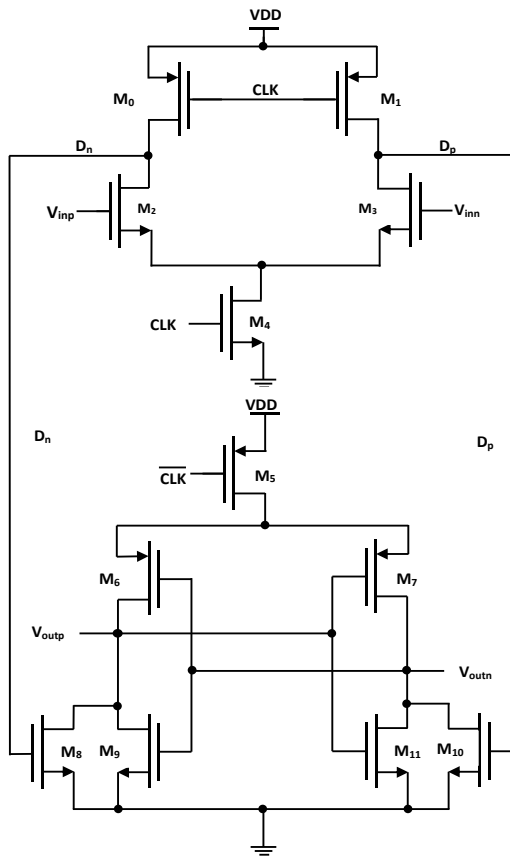 VDD
M₀ CLK M₁
Dₙ Dₚ
Vᵢₙₚ M₂ M₃ Vᵢₙₙ
CLK M₄
VDD
Dₙ Dₚ
C̅L̅K̅ M₅
M₆ M₇
Vₒᵤₜₚ
Vₒᵤₜₙ
M₈ M₉ M₁₁ M₁₀